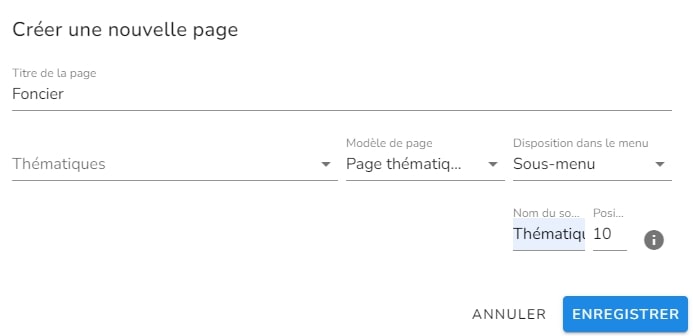 Créer une nouvelle page
Titre de la page
Foncier
Thématiques
Modèle de page
Page thématiq...
Disposition dans le menu
Sous-menu
Nom du so...
Thématiqu
Posi...
10
ANNULER
ENREGISTRER